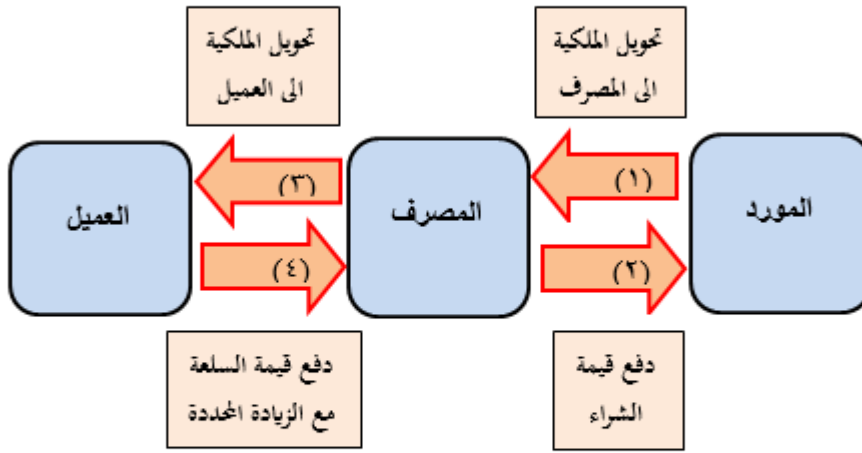 تحويل الملكية
الى المصرف
تحويل الملكية
الى العميل
المورد
(١)
(٢)
المصرف
(٣)
(٤)
العميل
دفع قيمة
الشراء
دفع قيمة السلعة
مع الزيادة المحددة